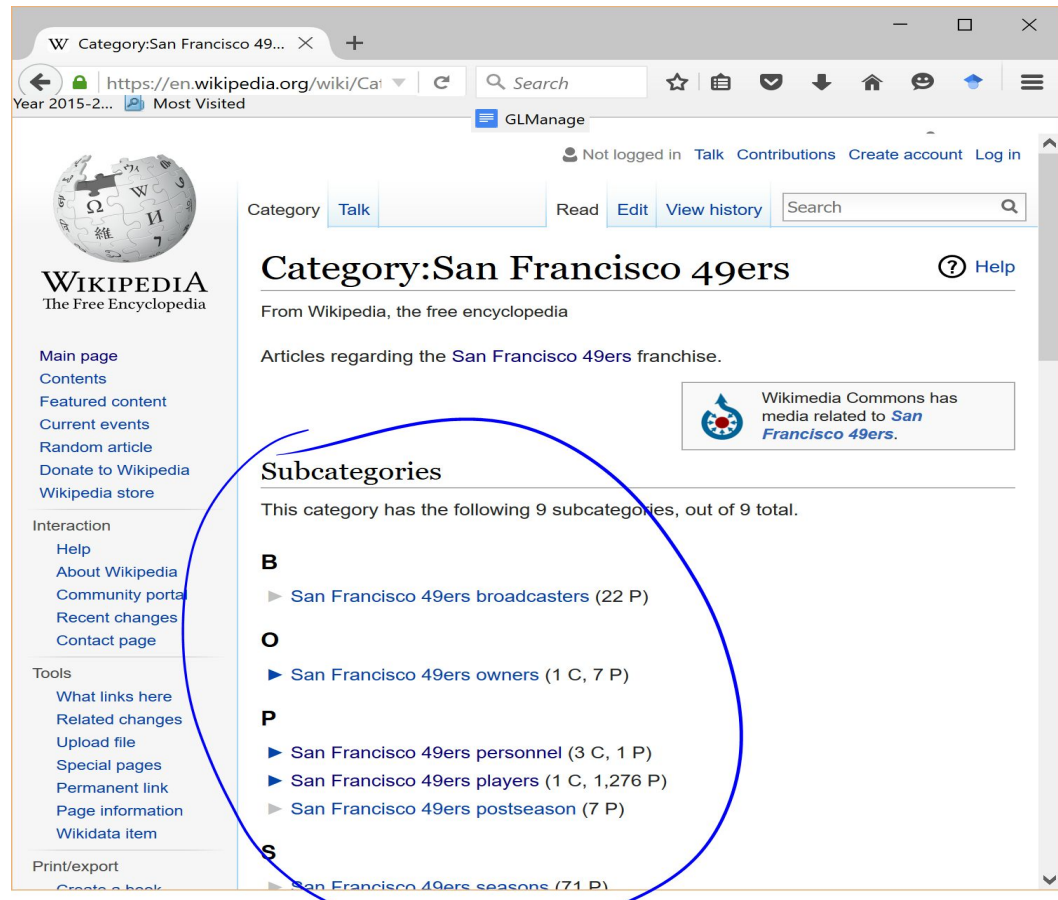 W Category:San Francisco 49...
https://en.wikipedia.org/wiki/Cat
Search
Year 2015-2... Most Visited
GLManage
Not logged in Talk Contributions Create account Log in
Category Talk Read Edit View history Search
WIKIPEDIA
The Free Encyclopedia
Category:San Francisco 49ers
Help
From Wikipedia, the free encyclopedia
Articles regarding the San Francisco 49ers franchise.
Wikimedia Commons has
media related to San
Francisco 49ers.
Main page
Contents
Featured content
Current events
Random article
Donate to Wikipedia
Wikipedia store
Interaction
Help
About Wikipedia
Community portal
Recent changes
Contact page
Tools
What links here
Related changes
Upload file
Special pages
Permanent link
Page information
Wikidata item
Print/export
Create a book
Subcategories
This category has the following 9 subcategories, out of 9 total.
B
San Francisco 49ers broadcasters (22 P)
O
San Francisco 49ers owners (1 C, 7 P)
P
San Francisco 49ers personnel (3 C, 1 P)
San Francisco 49ers players (1 C, 1,276 P)
San Francisco 49ers postseason (7 P)
S
San Francisco 49ers seasons (71 P)